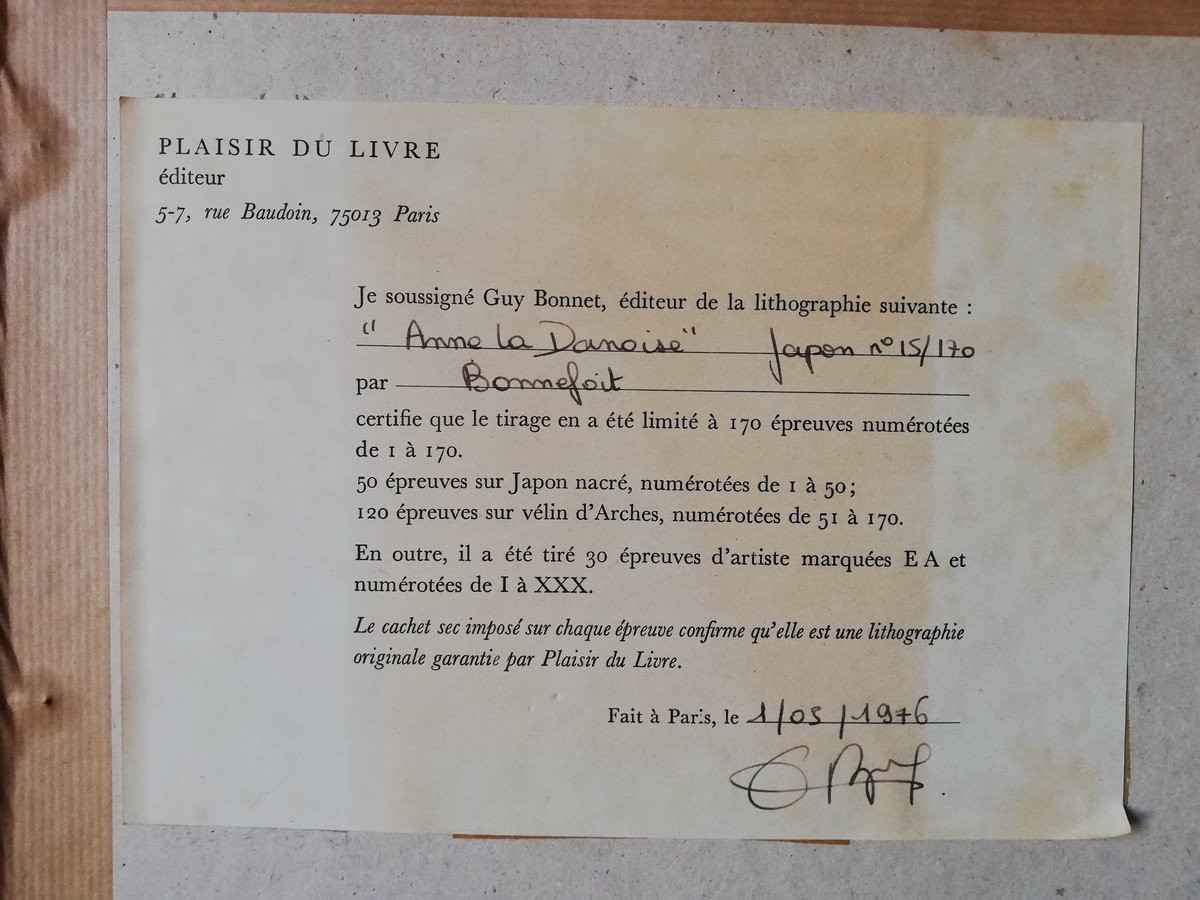 PLAISIR DU LIVRE
éditeur
5-7, rue Baudoin, 75013 Paris
Je soussigné Guy Bonnet, éditeur de la lithographie suivante :
"Anne la Danoise" Japon n° 15/170
par Bonnefoit
certifie que le tirage en a été limité à 170 épreuves numérotées
de 1 à 170.
50 épreuves sur Japon nacré, numérotées de 1 à 50 ;
120 épreuves sur vélin d'Arches, numérotées de 51 à 170.
En outre, il a été tiré 30 épreuves d'artiste marquées E A et
numérotées de I à XXX.
Le cachet sec imposé sur chaque épreuve confirme qu'elle est une lithographie
originale garantie par Plaisir du Livre.
Fait à Paris, le 1/03/1976